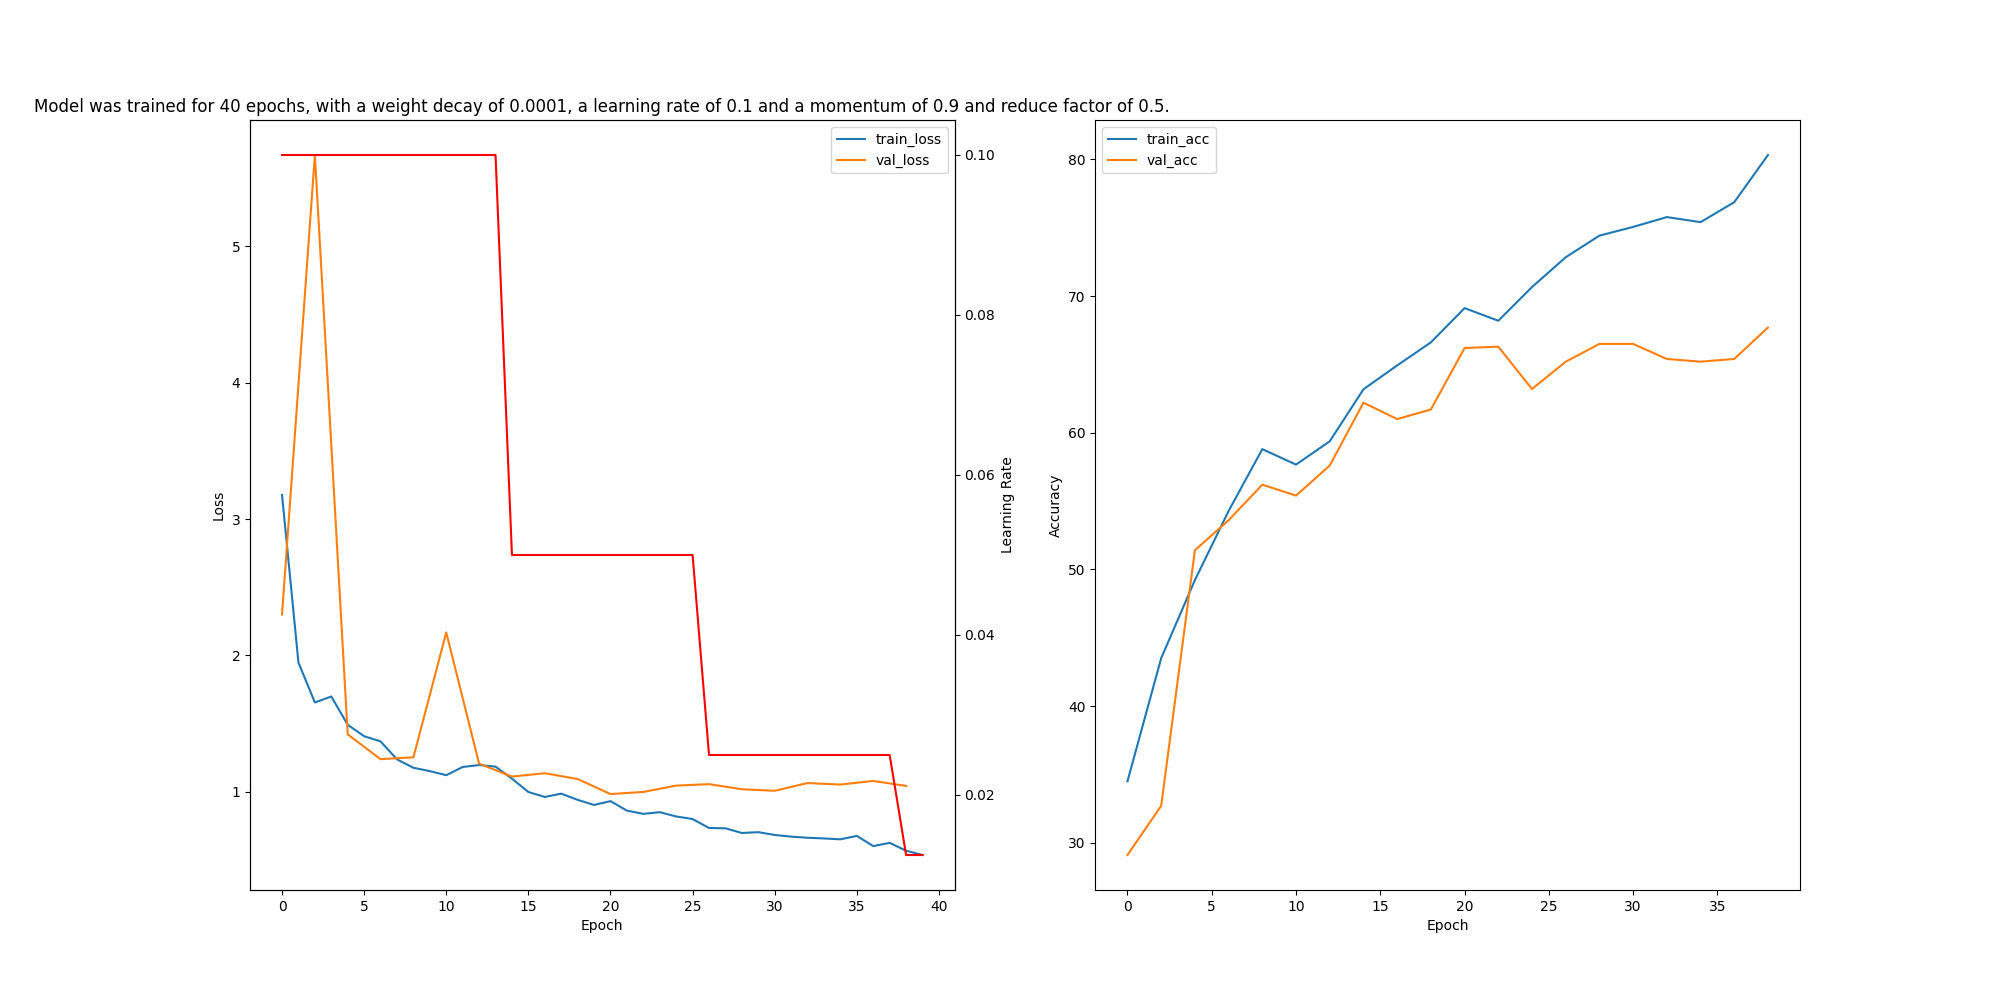 Model was trained for 40 epochs, with a weight decay of 0.0001, a learning rate of 0.1 and a momentum of 0.9 and reduce factor of 0.5.
train_loss
val_loss
Loss
5
4
3
2
1
0 5 10 15 20 25 30 35 40
Epoch
0.10
0.08
0.06
0.04
0.02
Learning Rate
train_acc
val_acc
Accuracy
80
70
60
50
40
30
0 5 10 15 20 25 30 35
Epoch